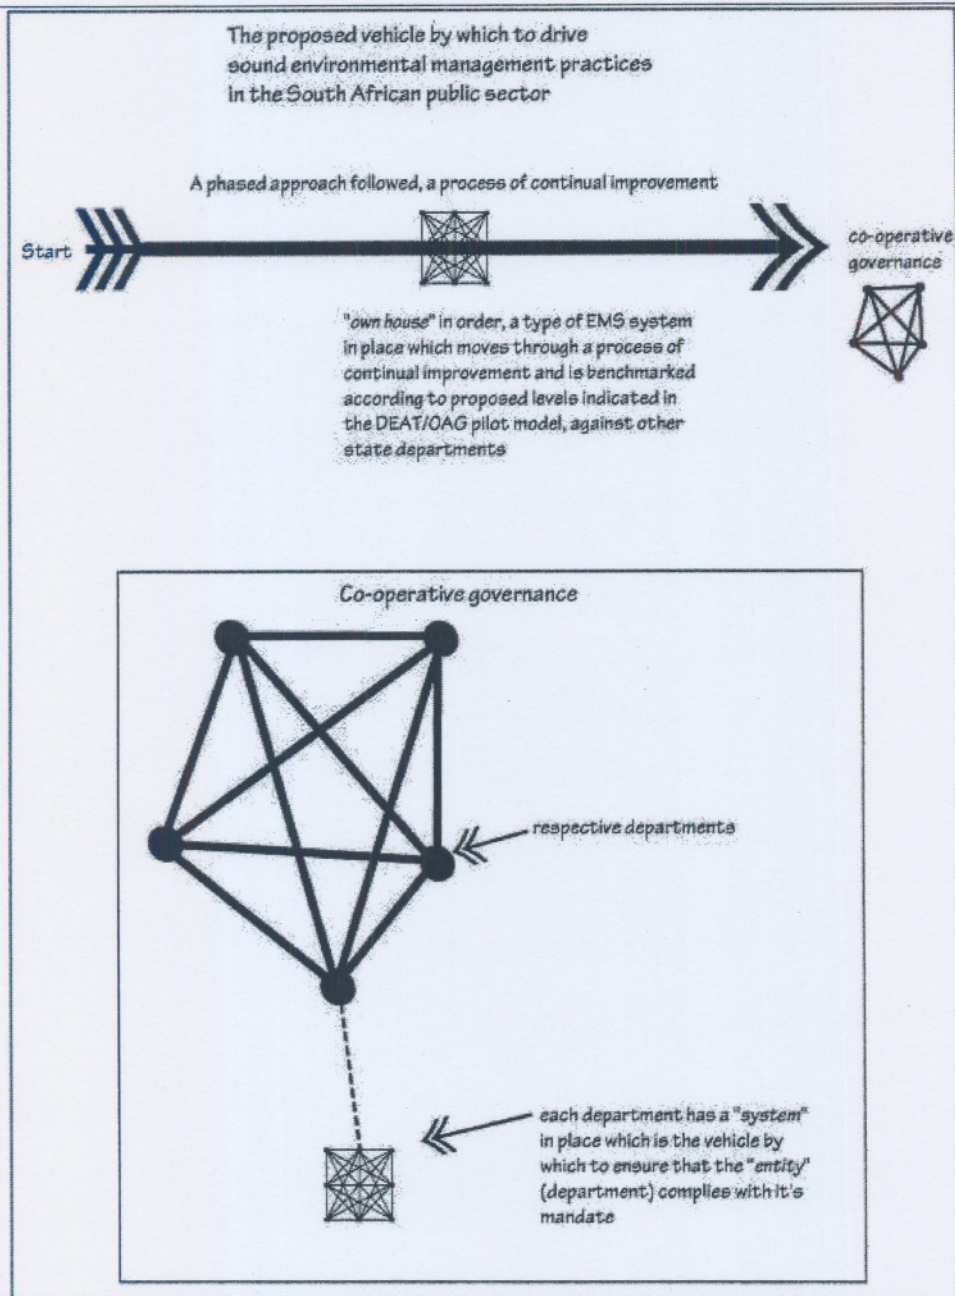 The proposed vehicle by which to drive
sound environmental management practices
in the South African public sector
A phased approach followed, a process of continual improvement
Start
co-operative
governance
"own house" in order, a type of EMS system
in place which moves through a process of
continual improvement and is benchmarked
according to proposed levels indicated in
the DEAT/OAG pilot model, against other
state departments
Co-operative governance
respective departments
each department has a "system"
in place which is the vehicle by
which to ensure that the "entity"
(department) complies with it's
mandate